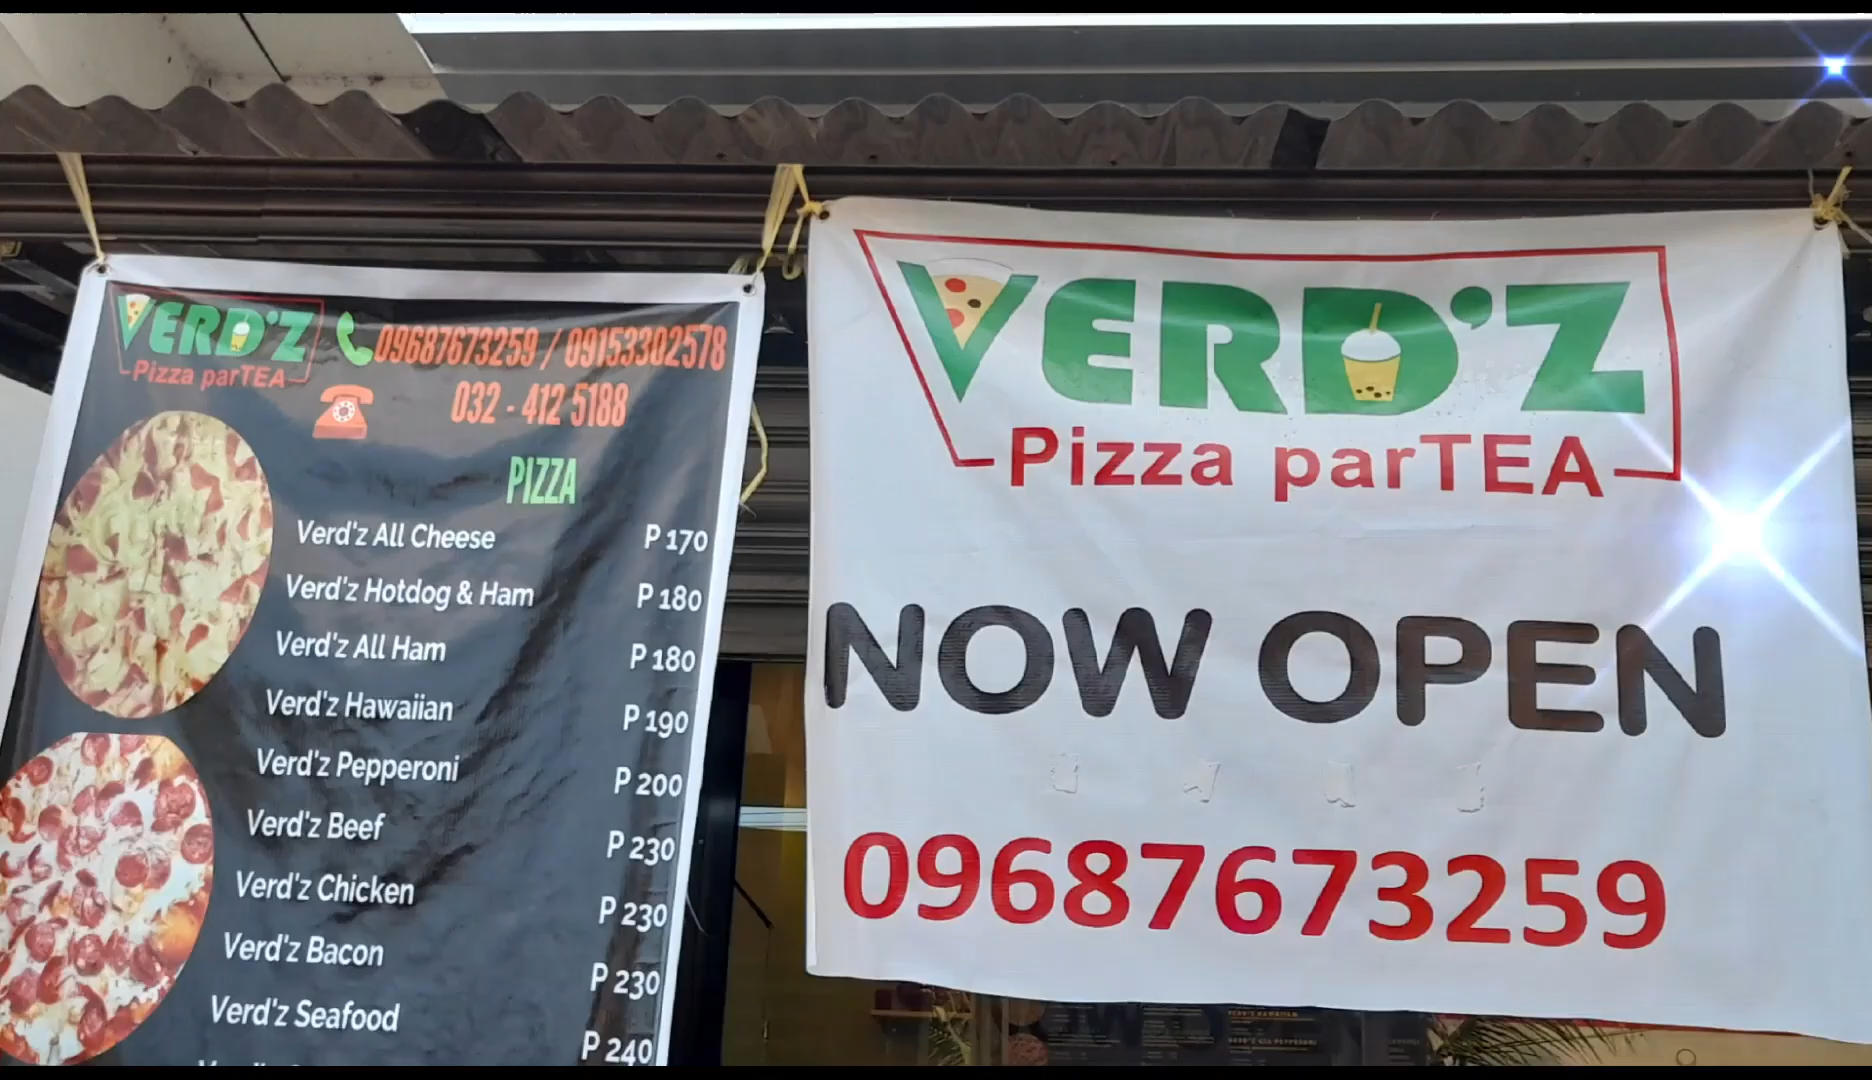 VERD'Z
Pizza parTEA
09687673259 / 09153302578
032 - 412 5188
PIZZA
Verd'z All Cheese P 170
Verd'z Hotdog & Ham P 180
Verd'z All Ham P 180
Verd'z Hawaiian P 190
Verd'z Pepperoni P 200
Verd'z Beef P 230
Verd'z Chicken P 230
Verd'z Bacon P 230
Verd'z Seafood P 240
VERD'Z
Pizza parTEA
NOW OPEN
09687673259